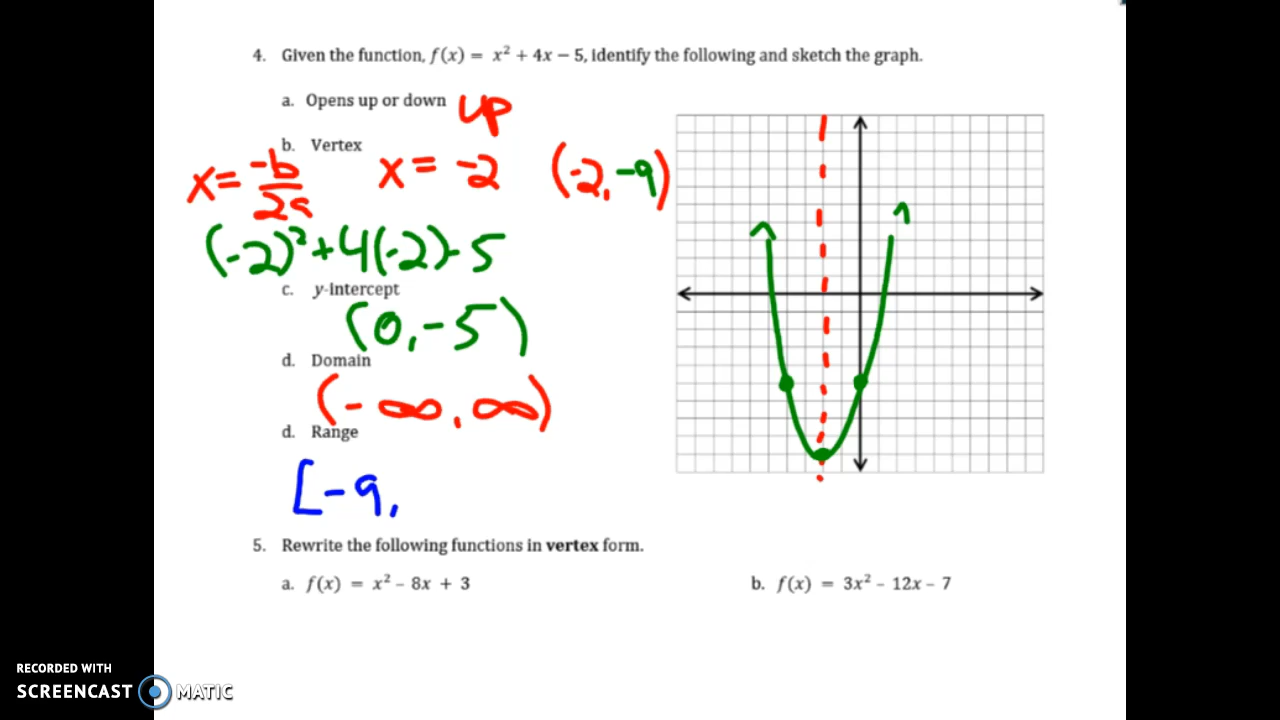 4. Given the function, f(x) = x² + 4x − 5, identify the following and sketch the graph.
a. Opens up or down up
b. Vertex
x = -b/2a x = -2 (-2, -9)
(-2)² + 4(-2) - 5
c. y-intercept
(0, -5)
d. Domain
(-∞, ∞)
d. Range
[-9,
5. Rewrite the following functions in vertex form.
a. f(x) = x² − 8x + 3 b. f(x) = 3x² − 12x − 7
RECORDED WITH
SCREENCAST MATIC